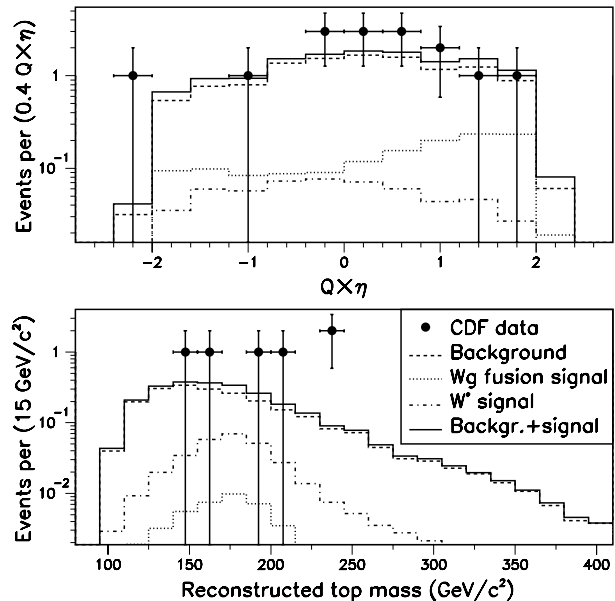 Events per (0.4 Q×η)
1
10⁻¹
-2 -1 0 1 2
Q×η
Events per (15 GeV/c²)
1
10⁻¹
10⁻²
CDF data
Background
Wg fusion signal
W* signal
Backgr.+signal
100 150 200 250 300 350 400
Reconstructed top mass (GeV/c²)